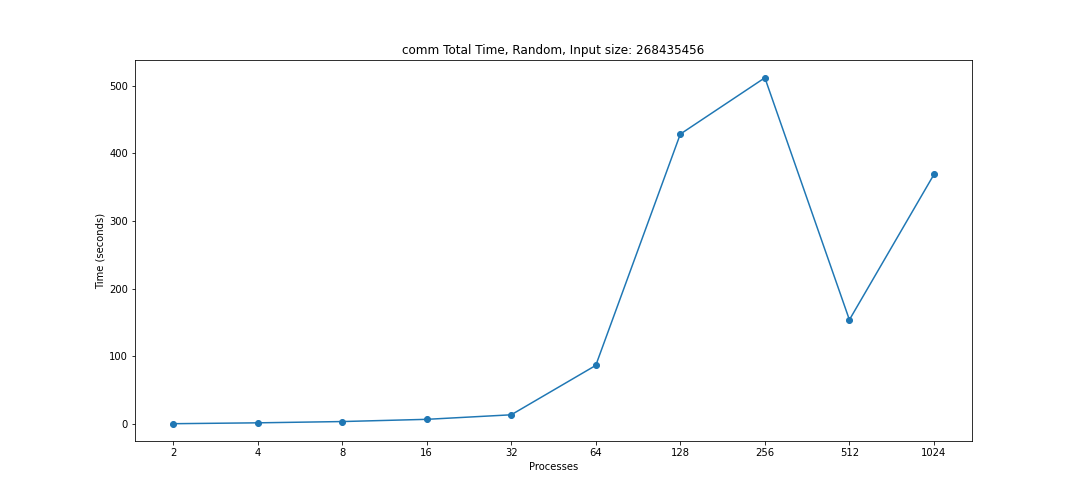 comm Total Time, Random, Input size: 268435456
500
400
300
200
100
0
Time (seconds)
2 4 8 16 32 64 128 256 512 1024
Processes